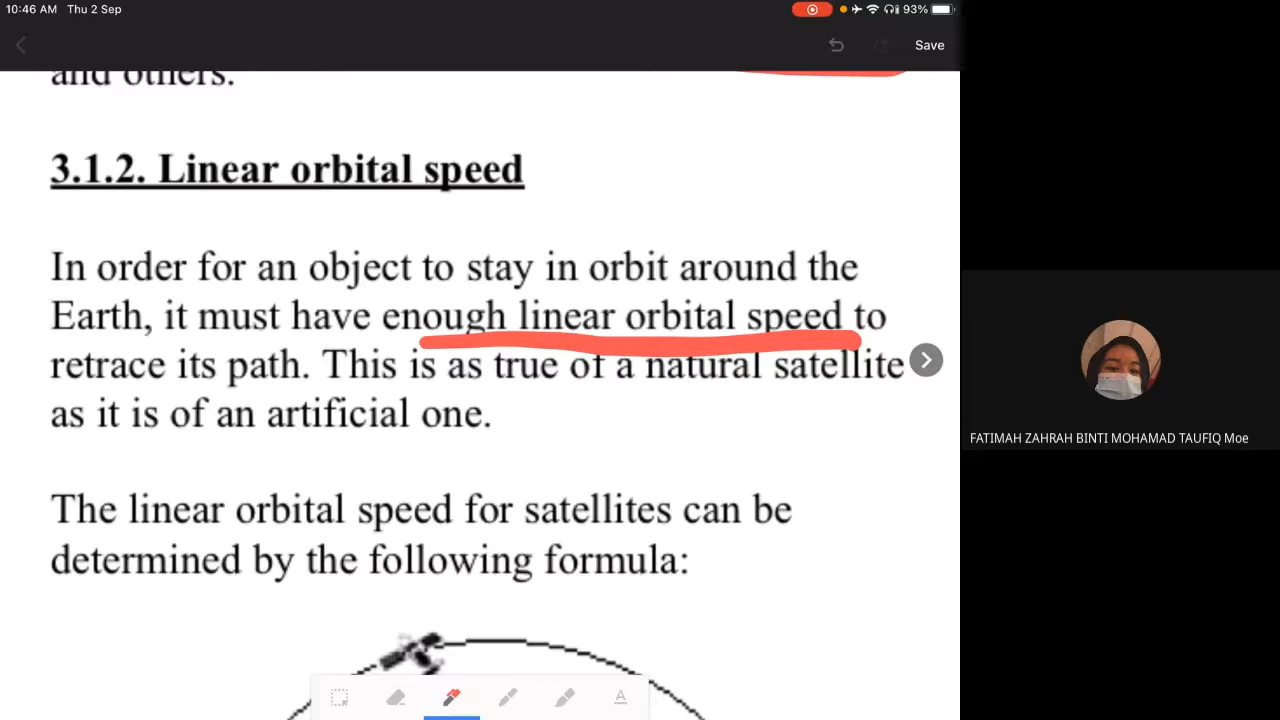 10:46 AM Thu 2 Sep
93%
Save
and others.
3.1.2. Linear orbital speed
In order for an object to stay in orbit around the
Earth, it must have enough linear orbital speed to
retrace its path. This is as true of a natural satellite
as it is of an artificial one.
The linear orbital speed for satellites can be
determined by the following formula:
A
FATIMAH ZAHRAH BINTI MOHAMAD TAUFIQ Moe